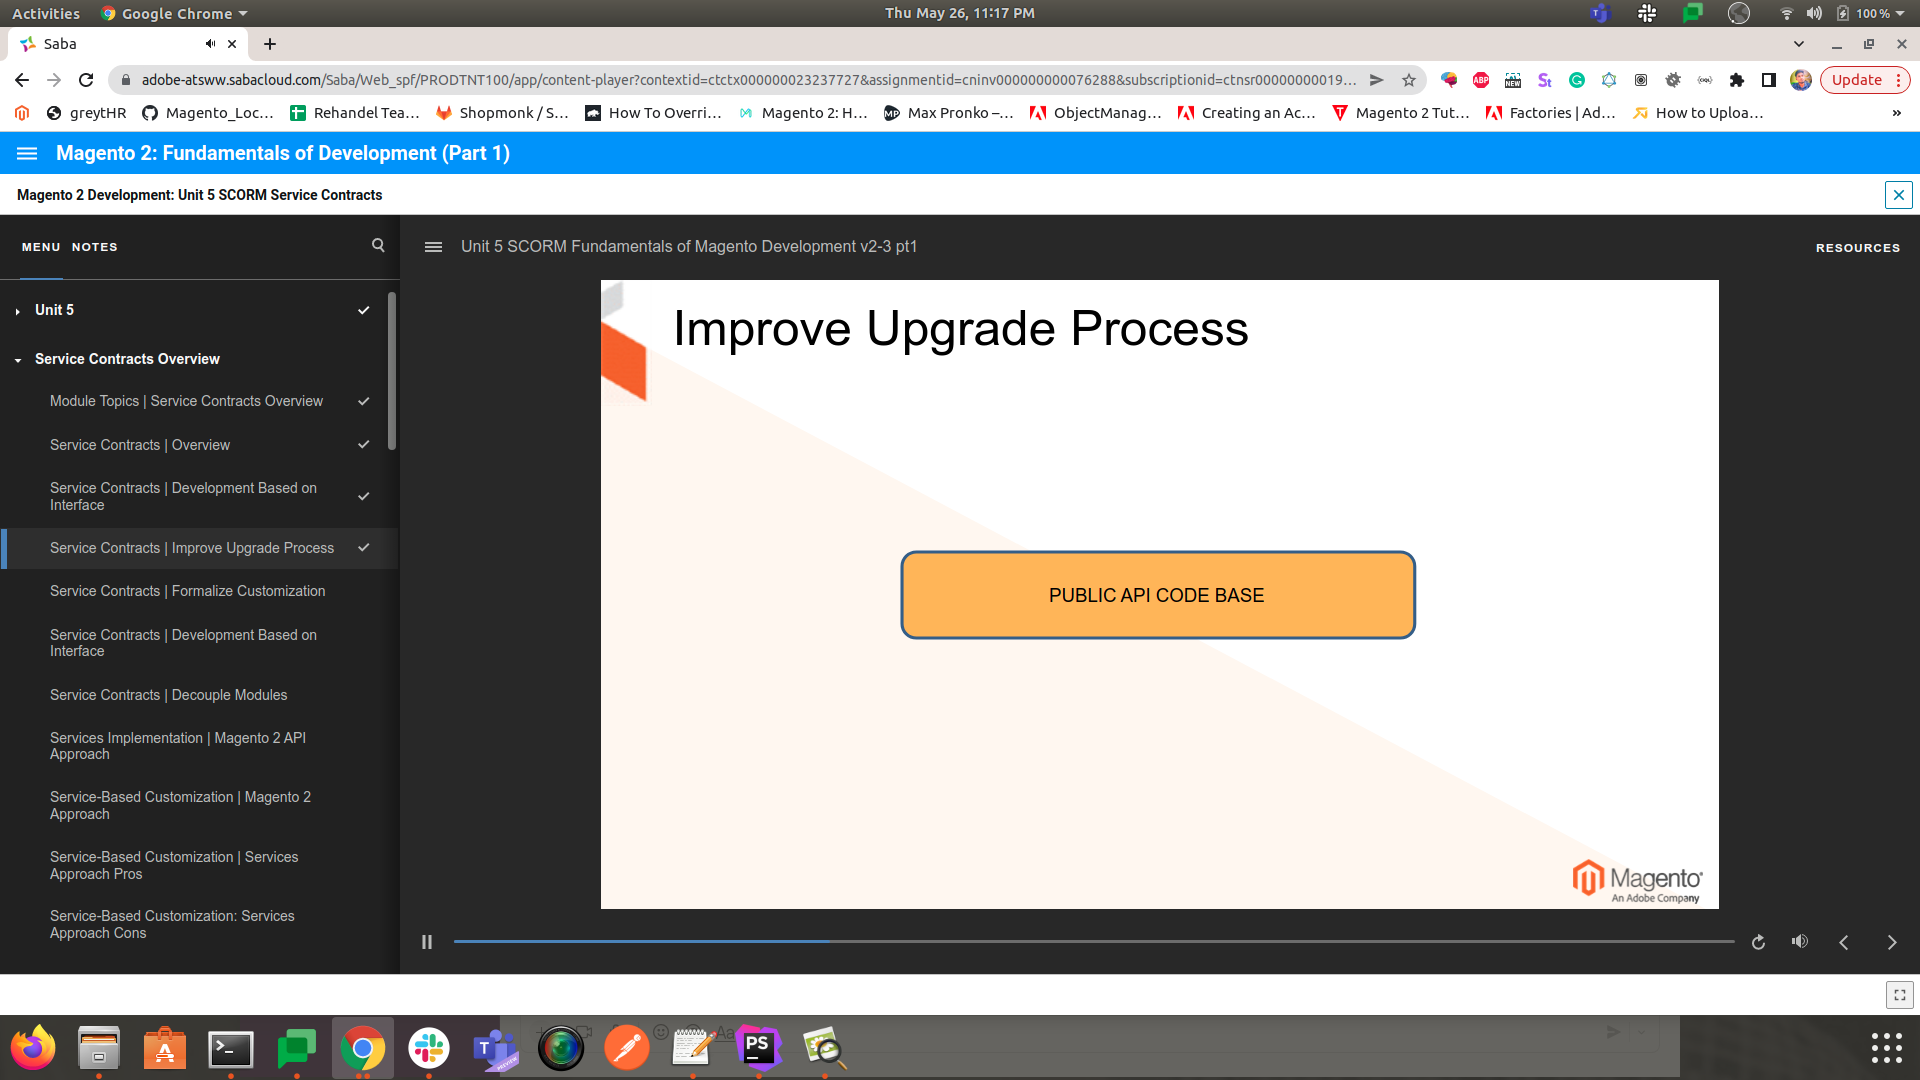 Activities
Google Chrome
Thu May 26, 11:17 PM
100 %
Saba
adobe-atsww.sabacloud.com/Saba/Web_spf/PRODTNT100/app/content-player?contextid=ctctx000000023237727&assignmentid=cninv000000000076288&subscriptionid=ctnsr00000000019...
ABP
NEW
Update
greytHR
Magento_Loc...
Rehandel Tea...
Shopmonk / S...
How To Overri...
Magento 2: H...
Max Pronko –...
ObjectManag...
Creating an Ac...
Magento 2 Tut...
Factories | Ad...
How to Uploa...
»
Magento 2: Fundamentals of Development (Part 1)
Magento 2 Development: Unit 5 SCORM Service Contracts
MENU NOTES
Unit 5 SCORM Fundamentals of Magento Development v2-3 pt1
RESOURCES
Unit 5
Service Contracts Overview
Module Topics | Service Contracts Overview
Service Contracts | Overview
Service Contracts | Development Based on
Interface
Service Contracts | Improve Upgrade Process
Service Contracts | Formalize Customization
Service Contracts | Development Based on
Interface
Service Contracts | Decouple Modules
Services Implementation | Magento 2 API
Approach
Service-Based Customization | Magento 2
Approach
Service-Based Customization | Services
Approach Pros
Service-Based Customization: Services
Approach Cons
Improve Upgrade Process
PUBLIC API CODE BASE
Magento
An Adobe Company
PS